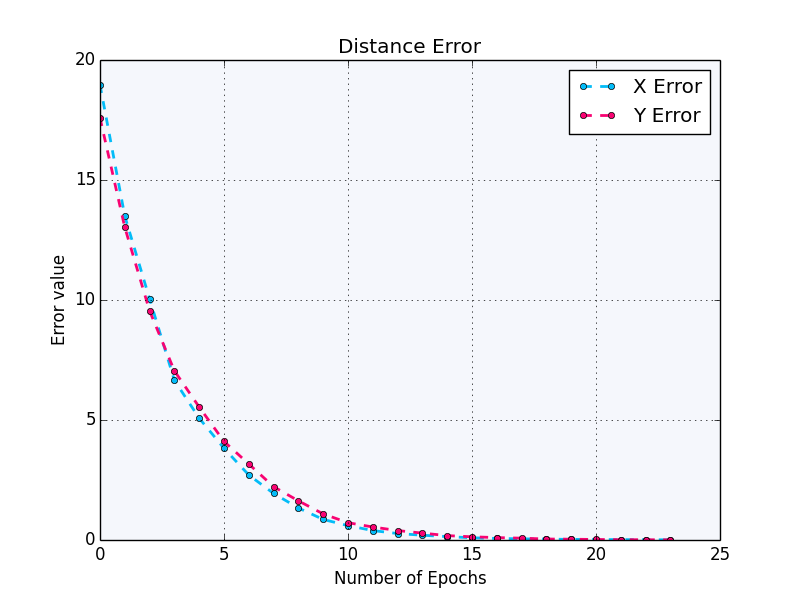 Distance Error
X Error
Y Error
Error value
20
15
10
5
0
0 5 10 15 20 25
Number of Epochs